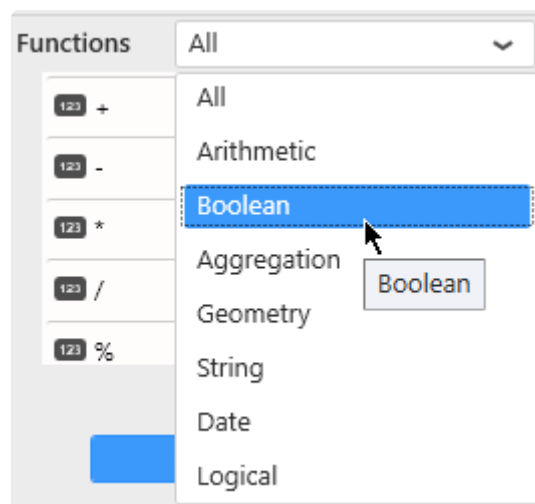 Functions All
All
123 +
Arithmetic
123 -
Boolean
123 *
Aggregation
Boolean
123 /
Geometry
123 %
String
Date
Logical